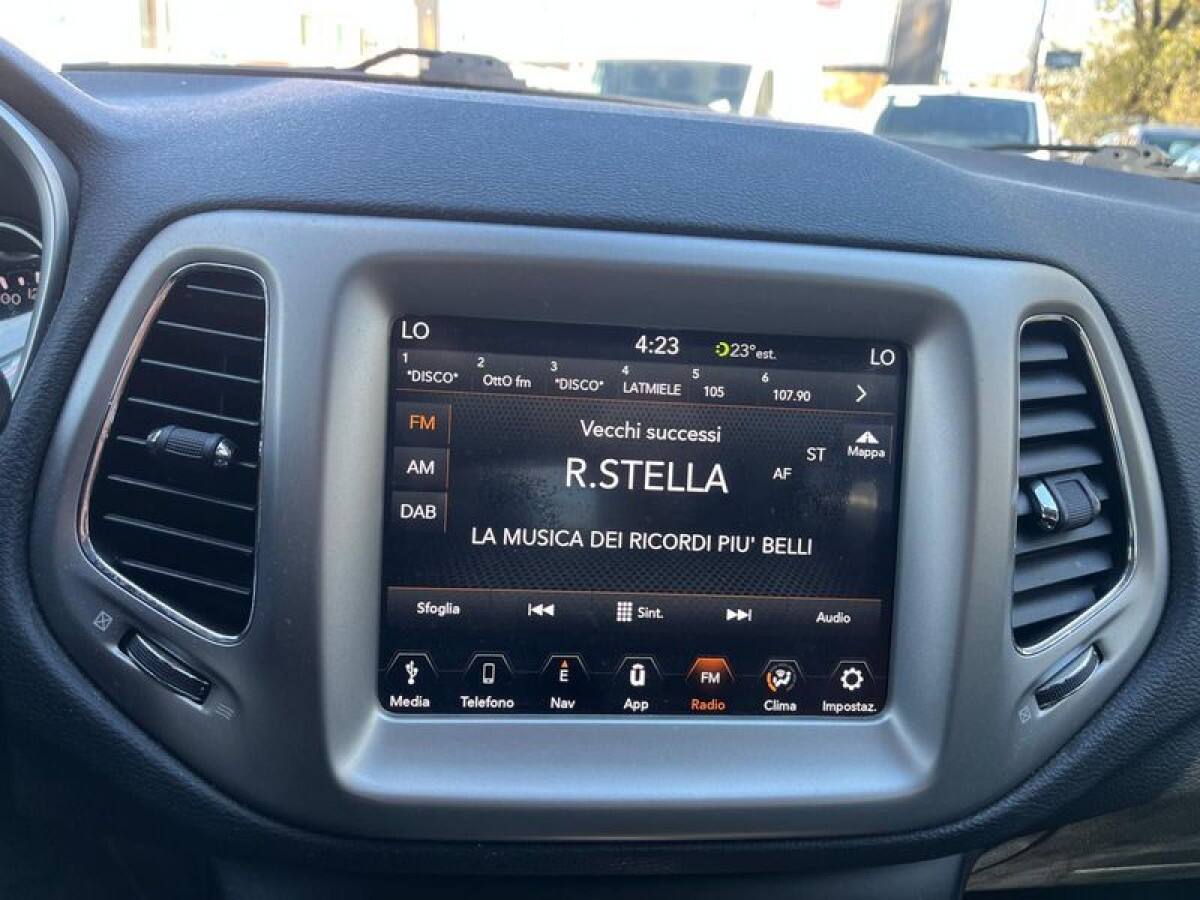 LO 4:23 23°est. LO
1 2 3 4 5 6
*DISCO* OttO fm *DISCO* LATMIELE 105 107.90
FM
Vecchi successi
Mappa
ST
AM
R.STELLA
AF
DAB
LA MUSICA DEI RICORDI PIU' BELLI
Sfoglia Sint. Audio
E FM
Media Telefono Nav App Radio Clima Impostaz.